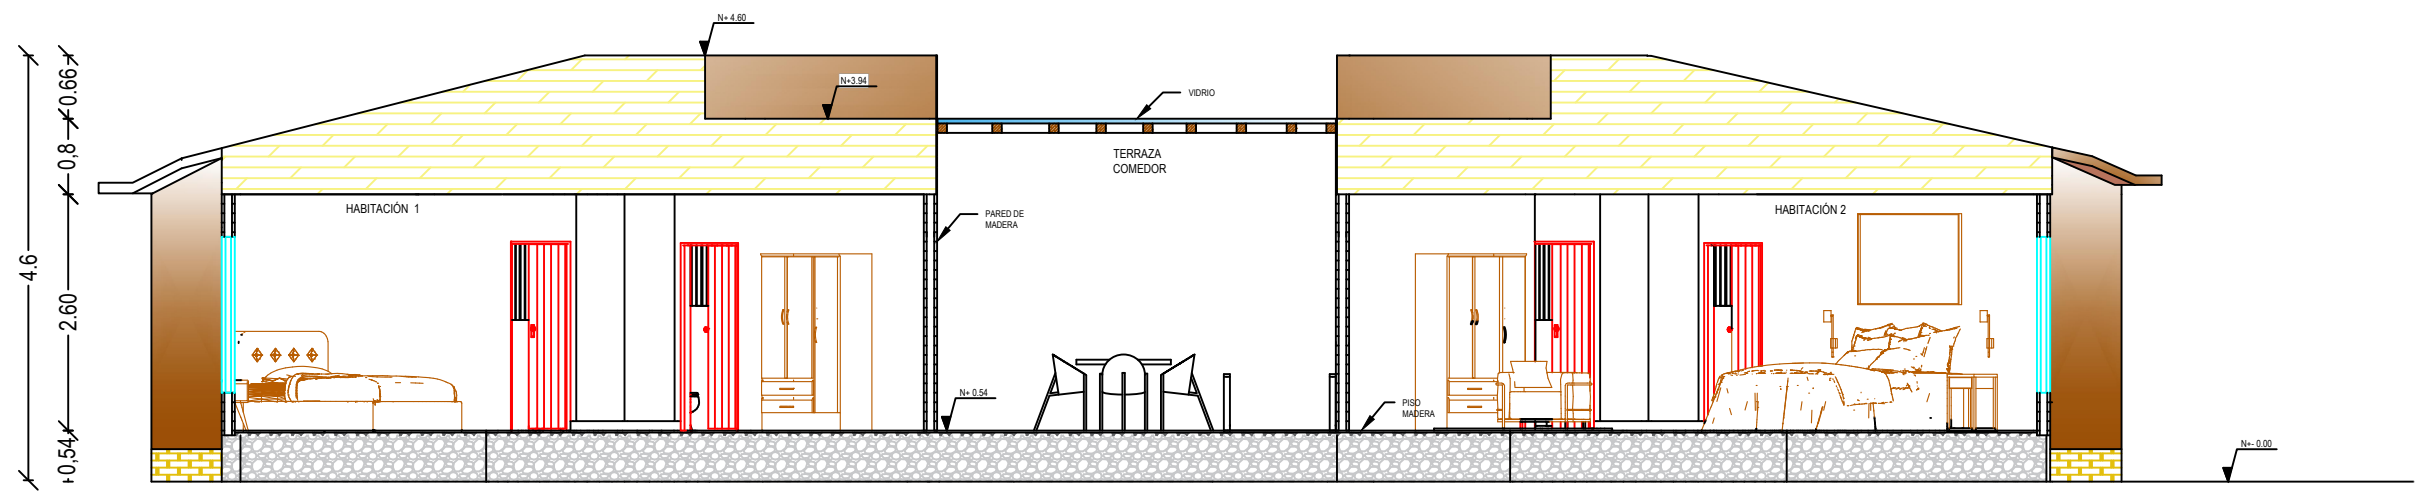 N+ 4.60
N+3.94
VIDRIO
TERRAZA
COMEDOR
HABITACIÓN 1
HABITACIÓN 2
PARED DE
MADERA
N+ 0.54
PISO
MADERA
N+- 0.00
4.6
0.66
0,8
2.60
+0,54